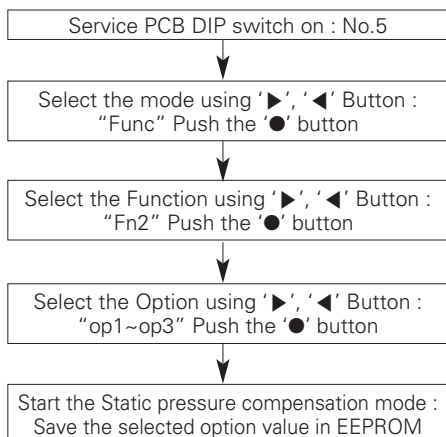 Service PCB DIP switch on : No.5
Select the mode using ‘▶’, ‘◀’ Button :
“Func” Push the ‘●’ button
Select the Function using ‘▶’, ‘◀’ Button :
“Fn2” Push the ‘●’ button
Select the Option using ‘▶’, ‘◀’ Button :
“op1~op3” Push the ‘●’ button
Start the Static pressure compensation mode :
Save the selected option value in EEPROM